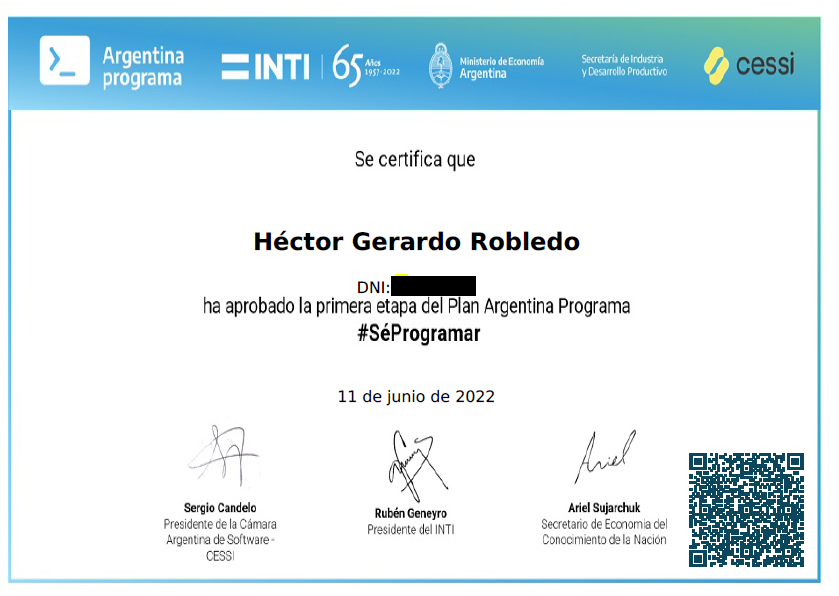 Argentina
programa
INTI
65 Años
1957-2022
Ministerio de Economía
Argentina
Secretaría de Industria
y Desarrollo Productivo
cessi
Se certifica que
Héctor Gerardo Robledo
DNI:
ha aprobado la primera etapa del Plan Argentina Programa
#SéProgramar
11 de junio de 2022
Ariel
Sergio Candelo
Presidente de la Cámara
Argentina de Software -
CESSI
Rubén Geneyro
Presidente del INTI
Ariel Sujarchuk
Secretario de Economía del
Conocimiento de la Nación